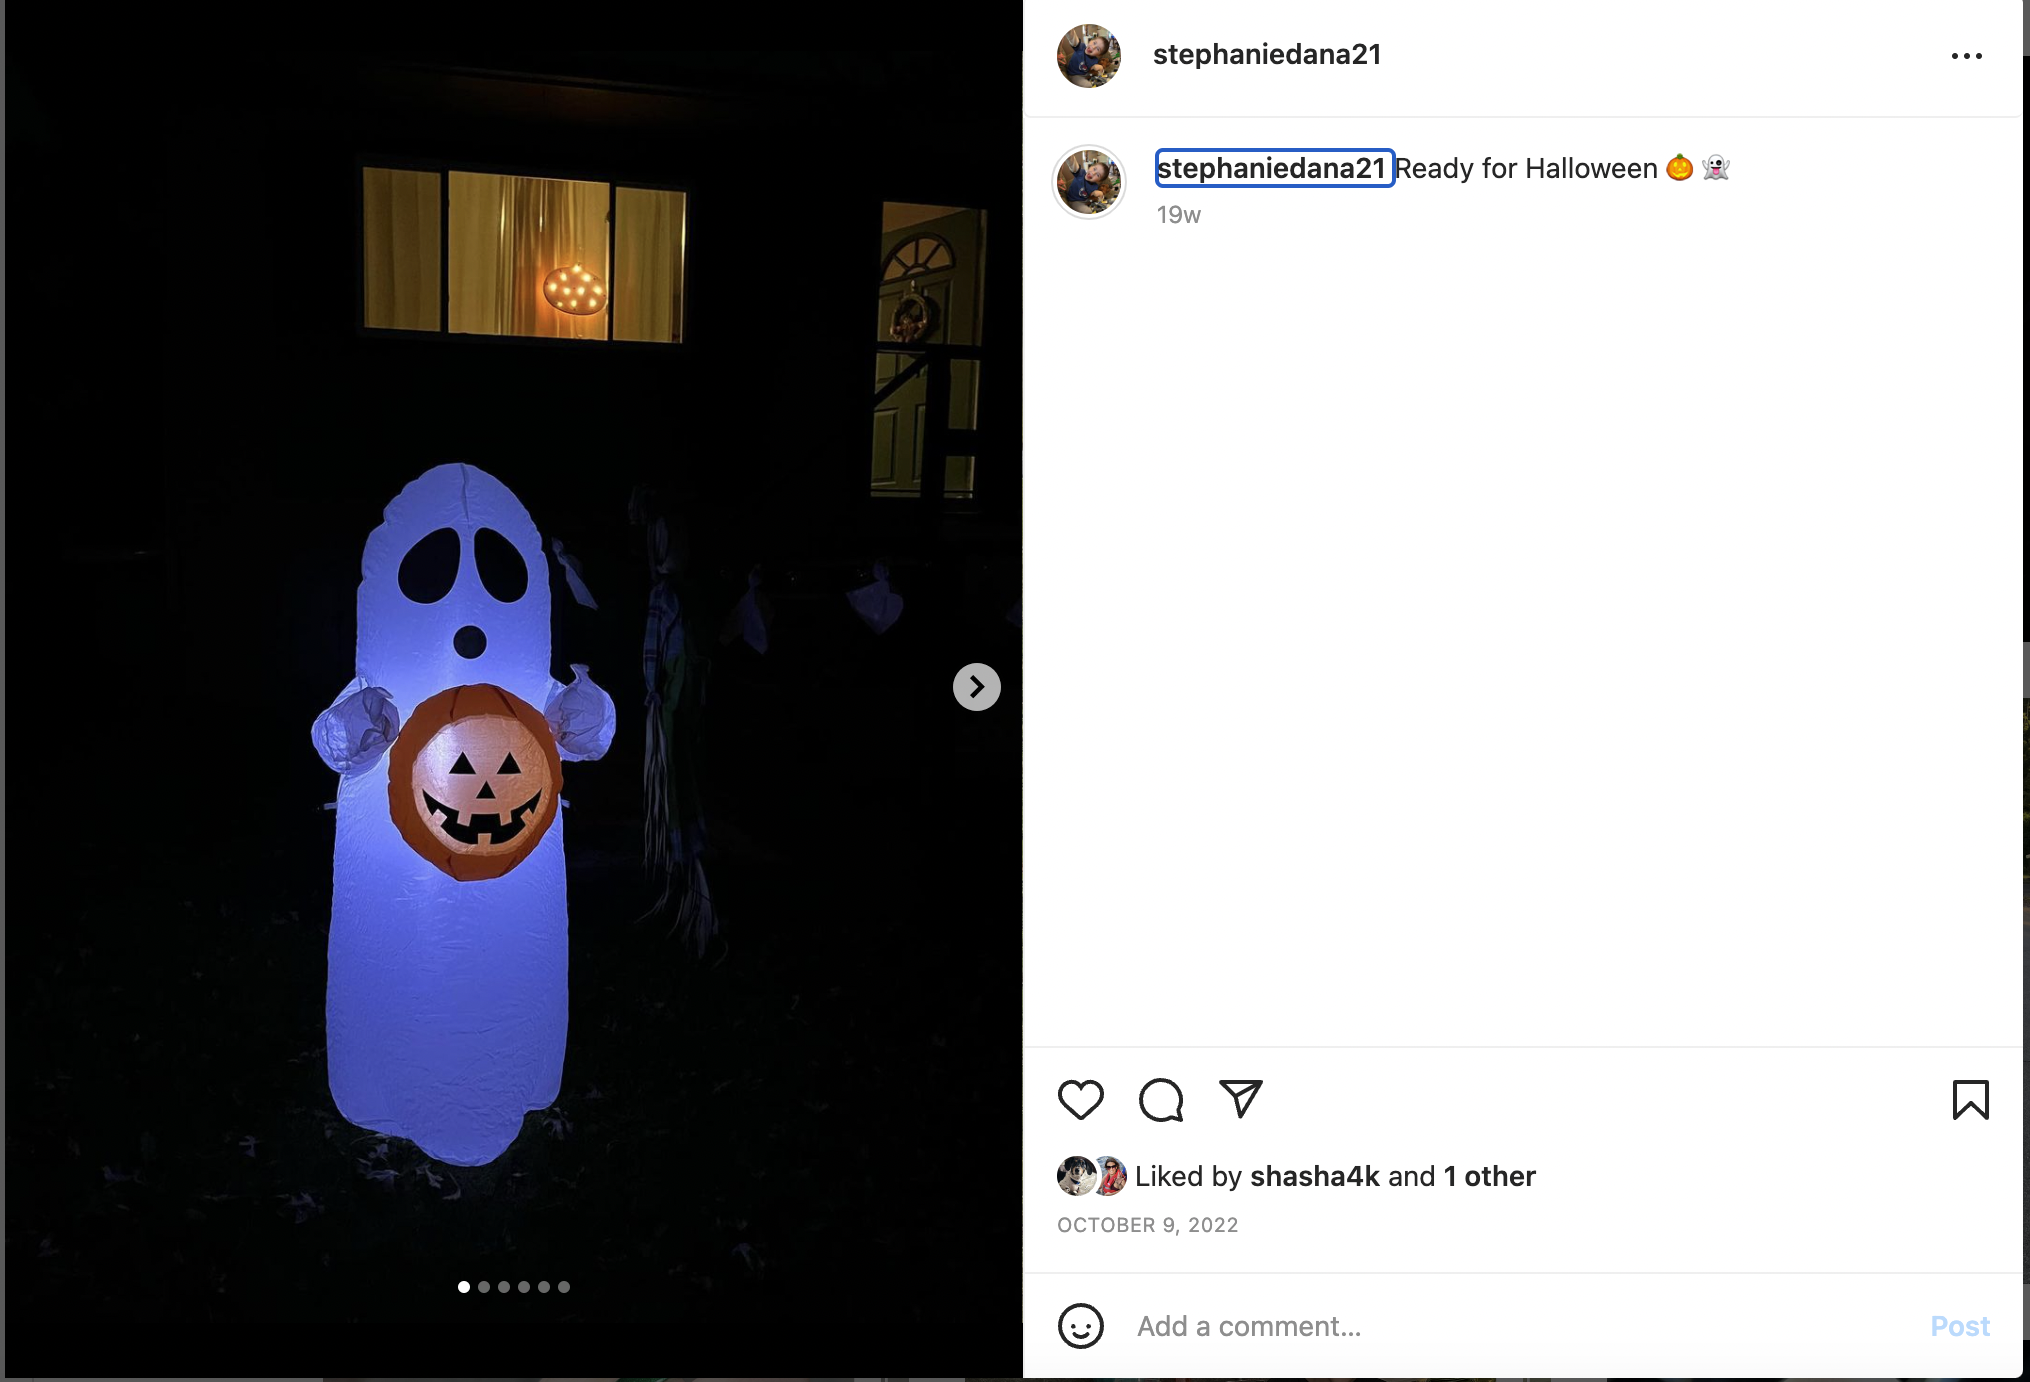 stephaniedana21
stephaniedana21 Ready for Halloween 🎃 👻
19w
Liked by shasha4k and 1 other
OCTOBER 9, 2022
Add a comment...
Post